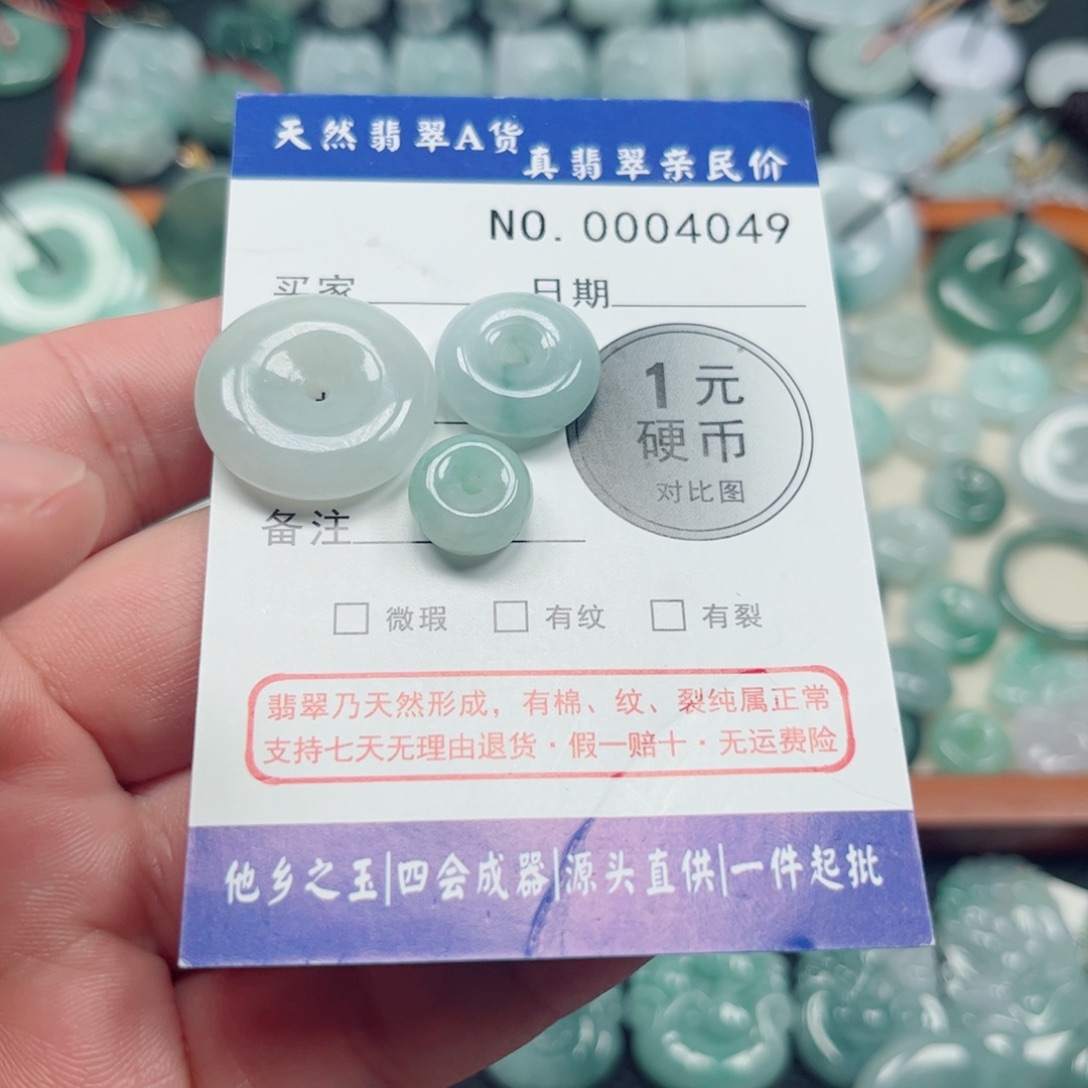 天然翡翠A货
真翡翠亲民价
NO. 0004049
买家 日期
1元
硬币
对比图
备注
微瑕 有纹 有裂
翡翠乃天然形成，有棉、纹、裂纯属正常
支持七天无理由退货·假一赔十·无运费险
他乡之玉|四会成器|源头直供|一件起批